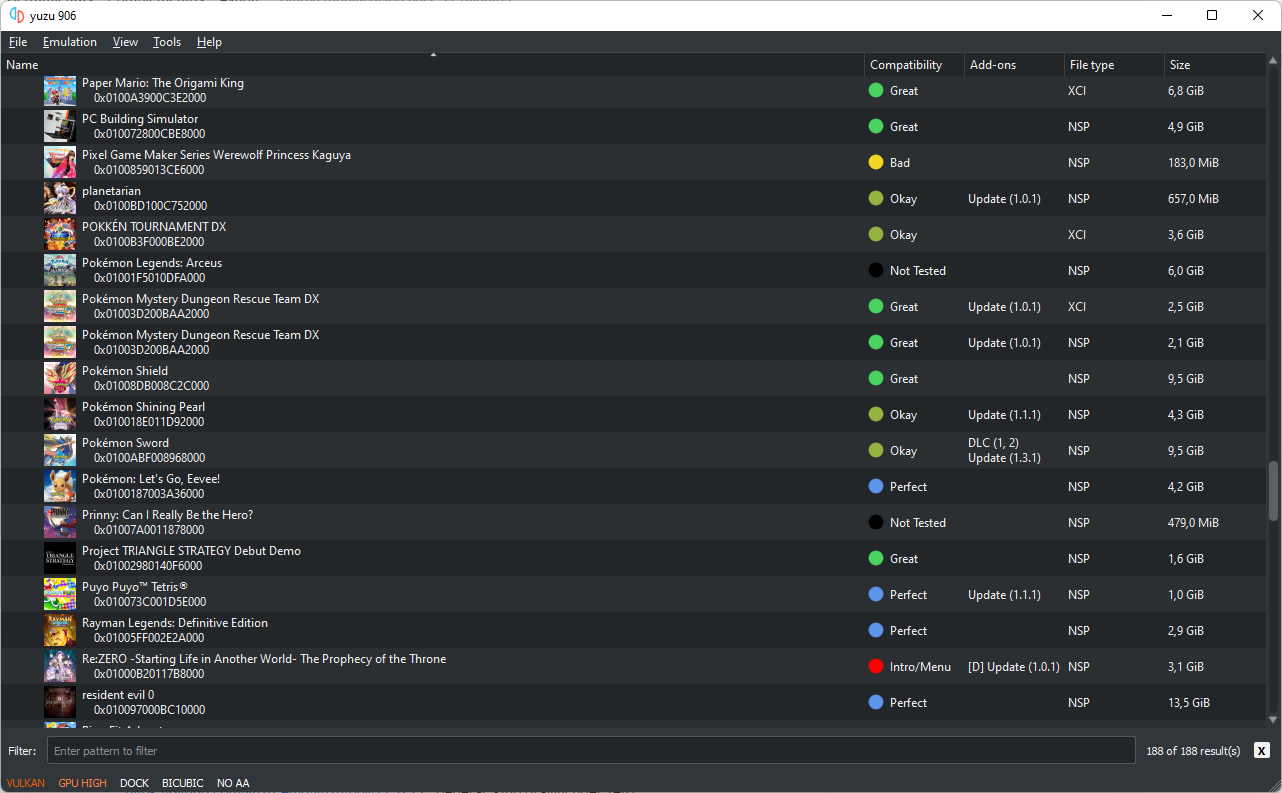 yuzu 906
File Emulation View Tools Help
Name Compatibility Add-ons File type Size
Paper Mario: The Origami King
0x0100A3900C3E2000
Great XCI 6,8 GiB
PC Building Simulator
0x010072800CBE8000
Great NSP 4,9 GiB
Pixel Game Maker Series Werewolf Princess Kaguya
0x0100859013CE6000
Bad NSP 183,0 MiB
planetarian
0x0100BD100C752000
Okay Update (1.0.1) NSP 657,0 MiB
POKKÉN TOURNAMENT DX
0x0100B3F000BE2000
Okay XCI 3,6 GiB
Pokémon Legends: Arceus
0x01001F5010DFA000
Not Tested NSP 6,0 GiB
Pokémon Mystery Dungeon Rescue Team DX
0x01003D200BAA2000
Great Update (1.0.1) XCI 2,5 GiB
Pokémon Mystery Dungeon Rescue Team DX
0x01003D200BAA2000
Great Update (1.0.1) NSP 2,1 GiB
Pokémon Shield
0x01008DB008C2C000
Great NSP 9,5 GiB
Pokémon Shining Pearl
0x010018E011D92000
Okay Update (1.1.1) NSP 4,3 GiB
Pokémon Sword
0x0100ABF008968000
Okay DLC (1, 2)
Update (1.3.1) NSP 9,5 GiB
Pokémon: Let's Go, Eevee!
0x0100187003A36000
Perfect NSP 4,2 GiB
Prinny: Can I Really Be the Hero?
0x01007A0011878000
Not Tested NSP 479,0 MiB
Project TRIANGLE STRATEGY Debut Demo
0x01002980140F6000
Great NSP 1,6 GiB
Puyo Puyo™ Tetris®
0x010073C001D5E000
Perfect Update (1.1.1) NSP 1,0 GiB
Rayman Legends: Definitive Edition
0x01005FF002E2A000
Perfect NSP 2,9 GiB
Re:ZERO -Starting Life in Another World- The Prophecy of the Throne
0x01000B20117B8000
Intro/Menu [D] Update (1.0.1) NSP 3,1 GiB
resident evil 0
0x010097000BC10000
Perfect NSP 13,5 GiB
Filter: Enter pattern to filter 188 of 188 result(s) X
VULKAN GPU HIGH DOCK BICUBIC NO AA